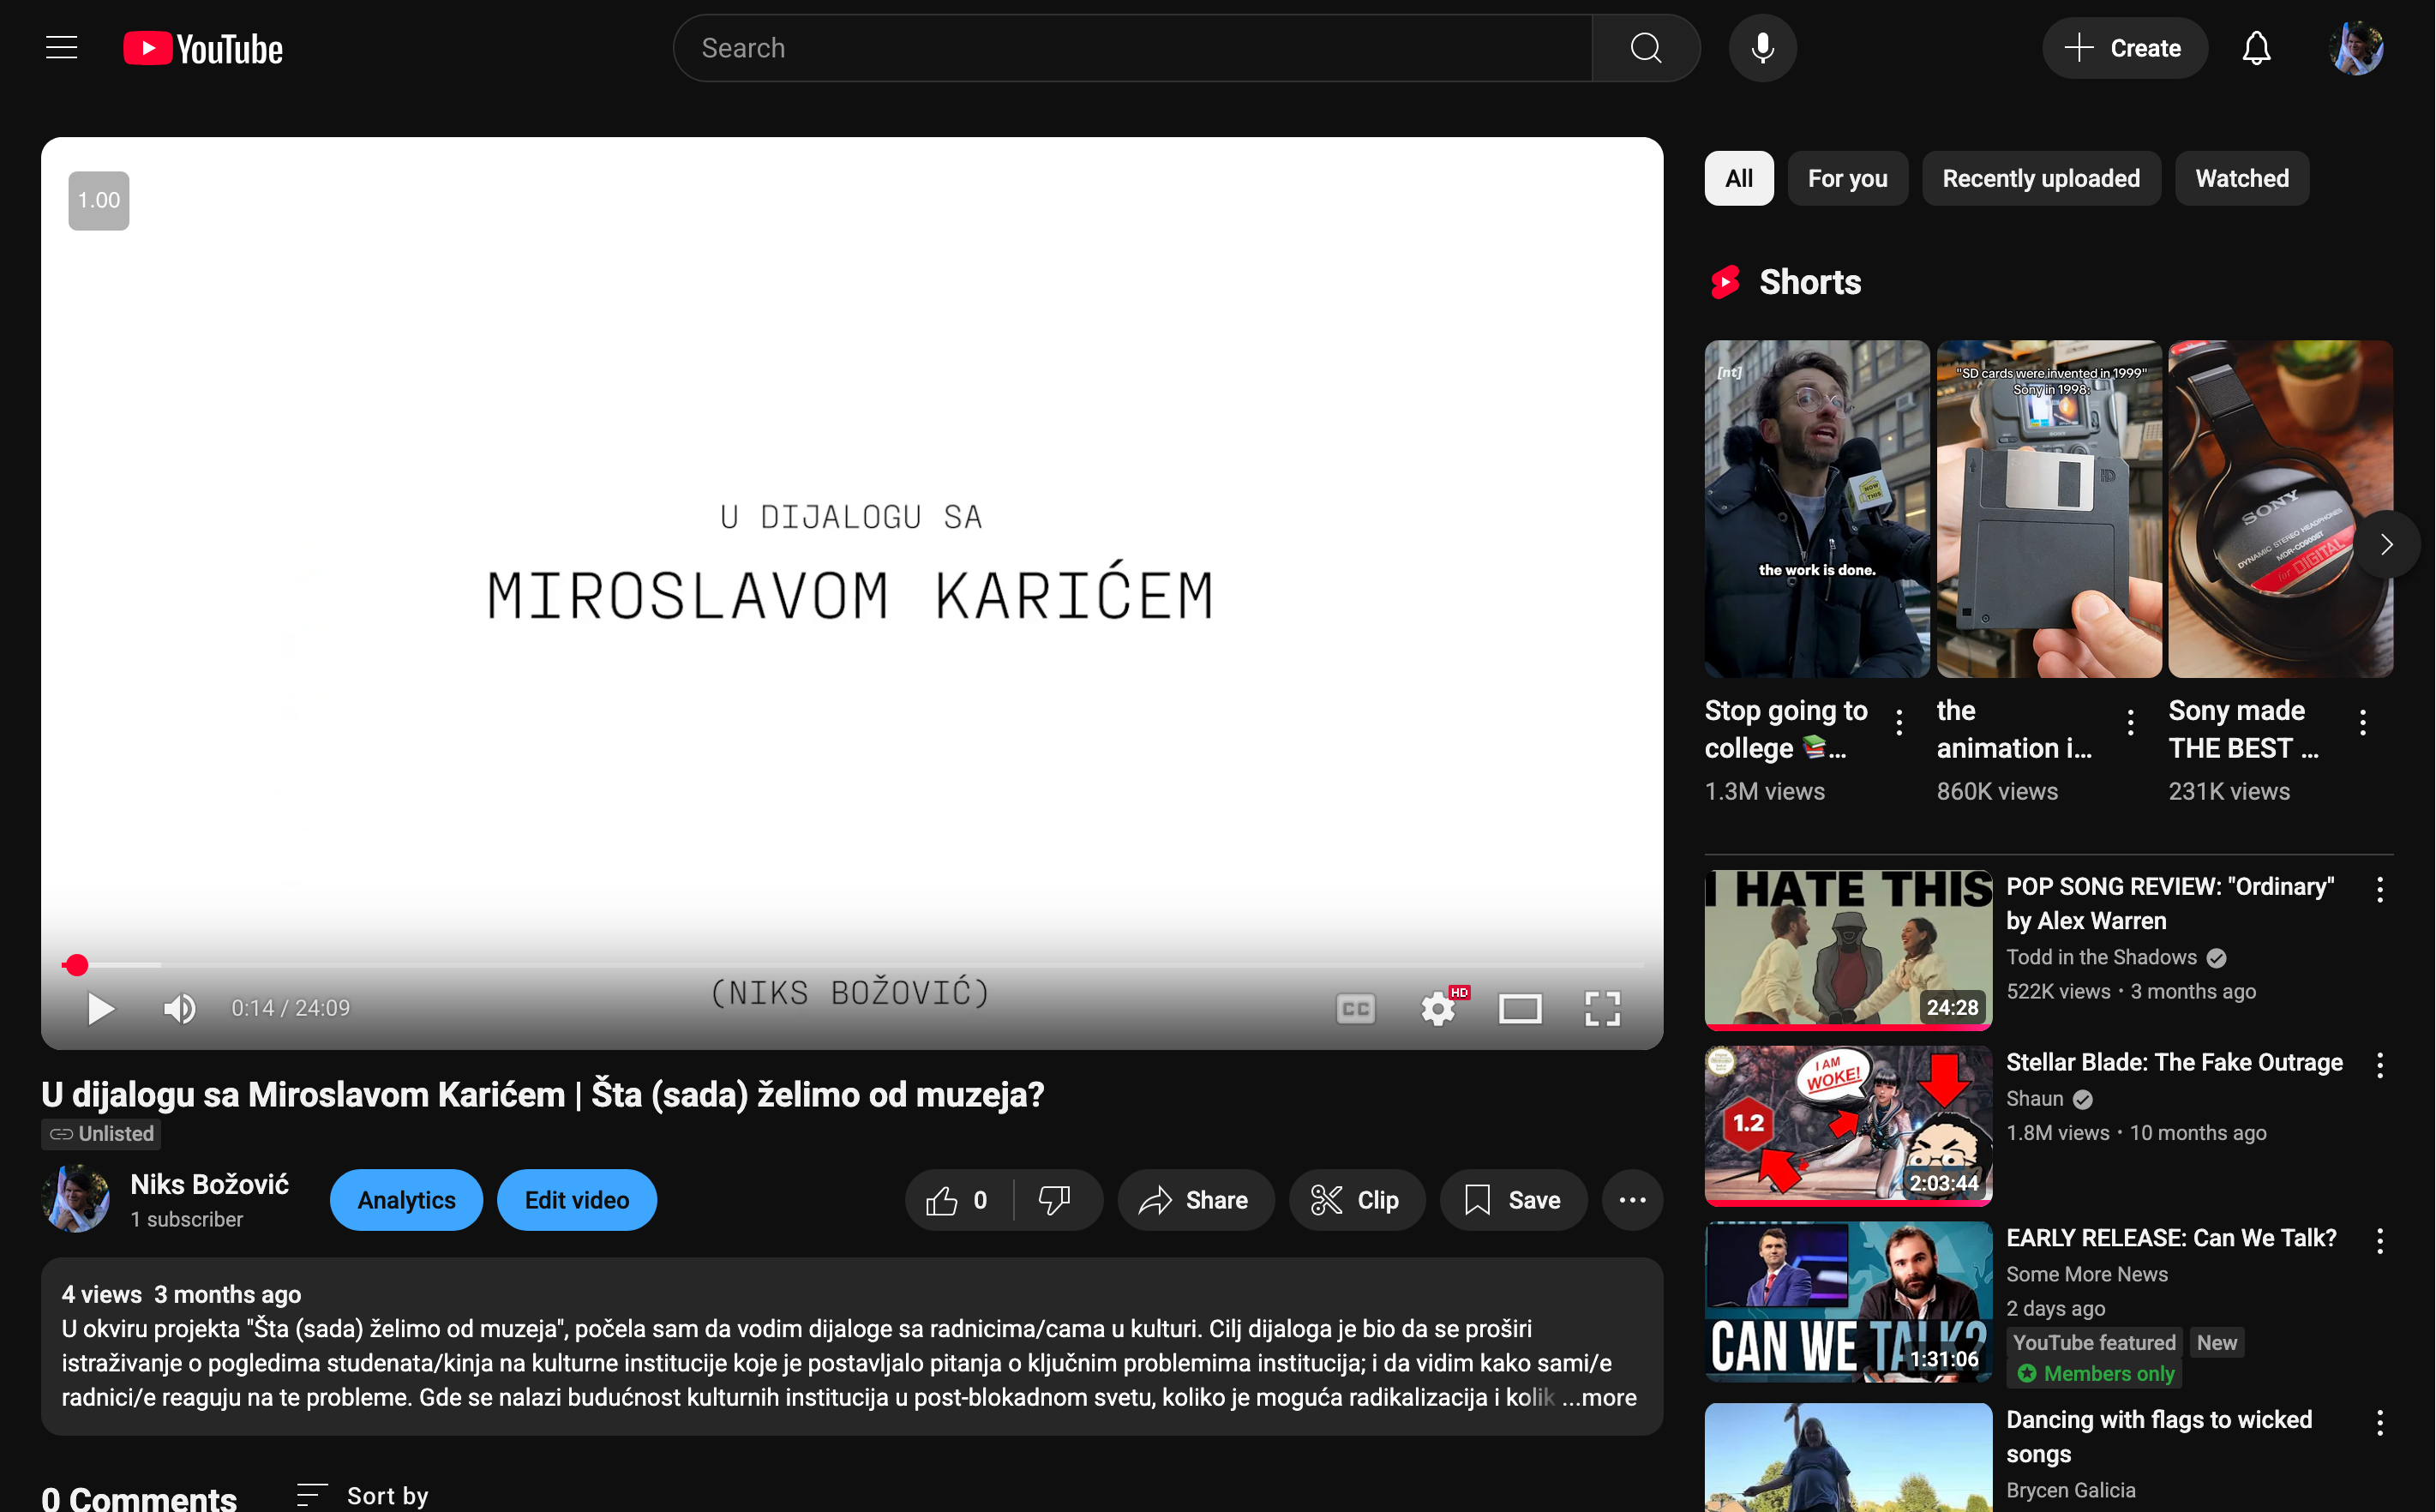 YouTube
Search
Create
1.00
U DIJALOGU SA
MIROSLAVOM KARIĆEM
(NIKS BOŽOVIĆ)
0:14 / 24:09
CC
HD
U dijalogu sa Miroslavom Karićem | Šta (sada) želimo od muzeja?
Unlisted
Niks Božović
1 subscriber
Analytics
Edit video
0
Share
Clip
Save
4 views 3 months ago
U okviru projekta "Šta (sada) želimo od muzeja", počela sam da vodim dijaloge sa radnicima/cama u kulturi. Cilj dijaloga je bio da se proširi
istraživanje o pogledima studenata/kinja na kulturne institucije koje je postavljalo pitanja o ključnim problemima institucija; i da vidim kako sami/e
radnici/e reaguju na te probleme. Gde se nalazi budućnost kulturnih institucija u post-blokadnom svetu, koliko je moguća radikalizacija i kolik ...more
0 Comments
Sort by
All
For you
Recently uploaded
Watched
Shorts
[nt]
NOW
THIS
the work is done.
"SD cards were invented in 1999"
Sony in 1998:
SONY
DYNAMIC STEREO HEADPHONES
MDR-CD900ST
for DIGITAL
Stop going to
college 📚...
1.3M views
the
animation i...
860K views
Sony made
THE BEST ...
231K views
I HATE THIS
24:28
POP SONG REVIEW: "Ordinary"
by Alex Warren
Todd in the Shadows
522K views • 3 months ago
I AM
WOKE!
1.2
2:03:44
Stellar Blade: The Fake Outrage
Shaun
1.8M views • 10 months ago
CAN WE TALK?
1:31:06
EARLY RELEASE: Can We Talk?
Some More News
2 days ago
YouTube featured
New
Members only
Dancing with flags to wicked
songs
Brycen Galicia